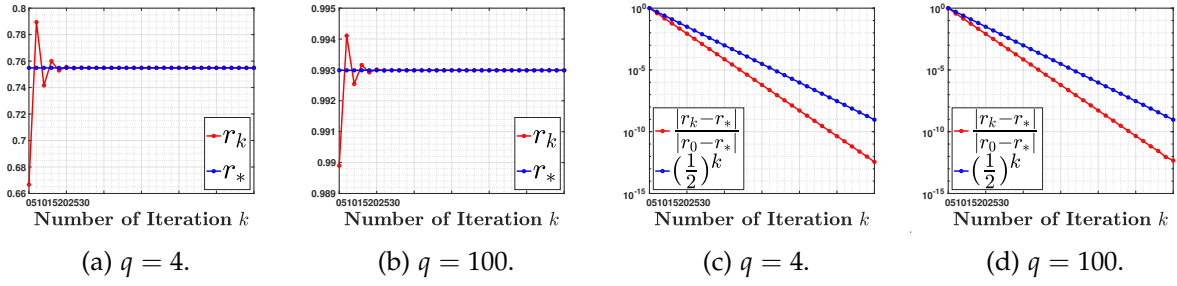 0.8
0.78
0.76
0.74
0.72
0.7
0.68
0.66
r_k
r_*
051015202530
Number of Iteration k
(a) q = 4.
0.995
0.994
0.993
0.992
0.991
0.99
0.989
r_k
r_*
051015202530
Number of Iteration k
(b) q = 100.
10^0
10^-5
10^-10
10^-15
|r_k−r_*|
|r_0−r_*|
(1/2)^k
051015202530
Number of Iteration k
(c) q = 4.
10^0
10^-5
10^-10
10^-15
|r_k−r_*|
|r_0−r_*|
(1/2)^k
051015202530
Number of Iteration k
(d) q = 100.